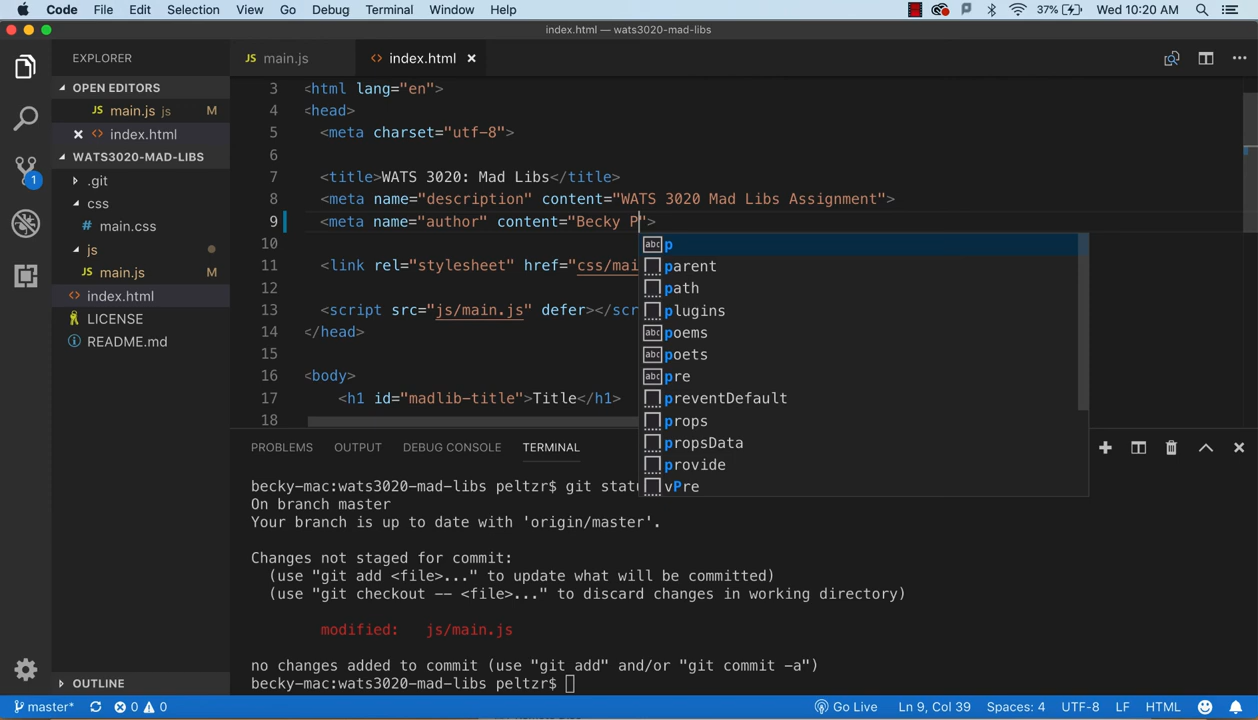 Code File Edit Selection View Go Debug Terminal Window Help 37% Wed 10:20 AM
index.html — wats3020-mad-libs
EXPLORER
JS main.js
<> index.html
OPEN EDITORS
JS main.js js M
<> index.html
WATS3020-MAD-LIBS
.git
css
# main.css
js
JS main.js M
<> index.html
LICENSE
README.md
OUTLINE
1
3 <html lang="en">
4 <head>
5 <meta charset="utf-8">
6
7 <title>WATS 3020: Mad Libs</title>
8 <meta name="description" content="WATS 3020 Mad Libs Assignment">
9 <meta name="author" content="Becky P">
10
11 <link rel="stylesheet" href="css/mai
12
13 <script src="js/main.js" defer></scr
14 </head>
15
16 <body>
17 <h1 id="madlib-title">Title</h1>
18
abc p
parent
path
plugins
abc poems
abc poets
abc pre
preventDefault
props
propsData
provide
vPre
PROBLEMS OUTPUT DEBUG CONSOLE TERMINAL
becky-mac:wats3020-mad-libs peltzr$ git statu
On branch master
Your branch is up to date with 'origin/master'.
Changes not staged for commit:
(use "git add <file>..." to update what will be committed)
(use "git checkout -- <file>..." to discard changes in working directory)
modified: js/main.js
no changes added to commit (use "git add" and/or "git commit -a")
becky-mac:wats3020-mad-libs peltzr$
master* 0 0 Go Live Ln 9, Col 39 Spaces: 4 UTF-8 LF HTML